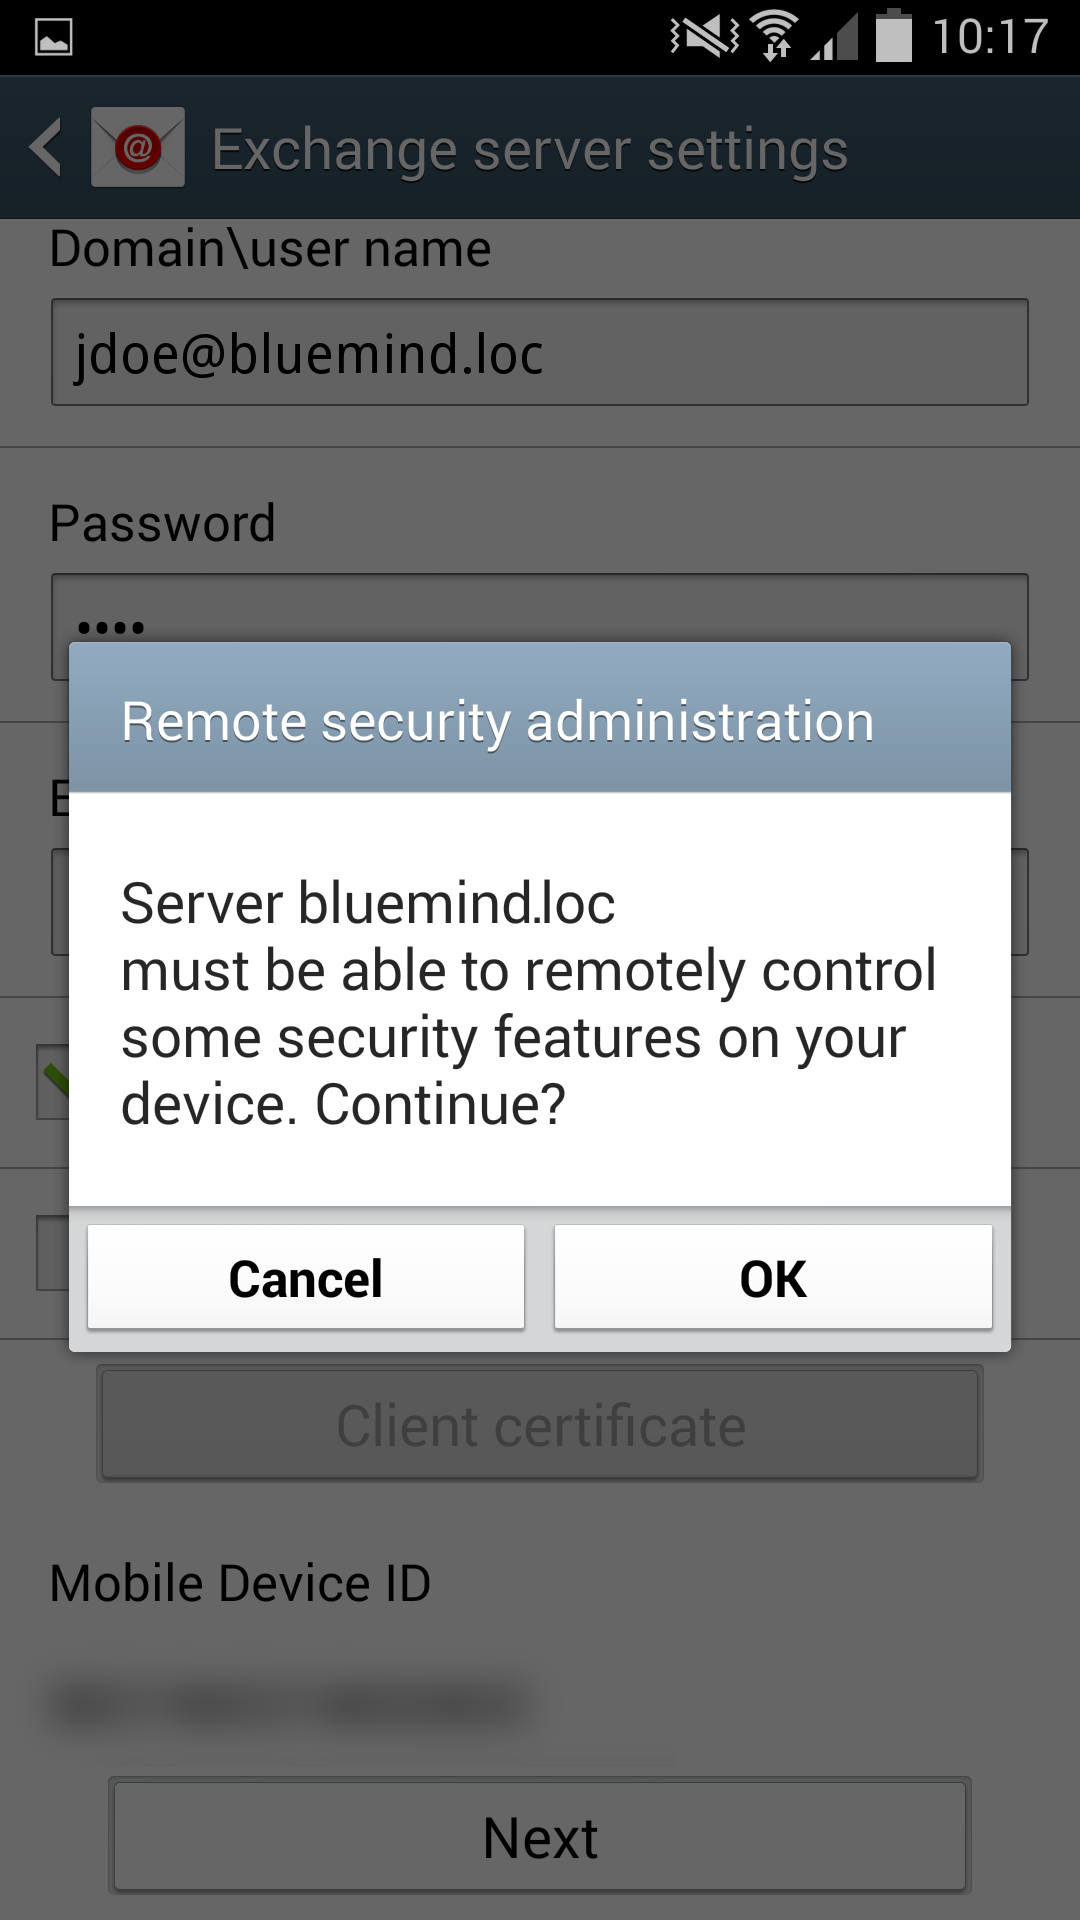 10:17
@
Exchange server settings
Domain\user name
jdoe@bluemind.loc
Password
••••
E
Remote security administration
Server bluemind.loc
must be able to remotely control
some security features on your
device. Continue?
Cancel
OK
Client certificate
Mobile Device ID
Next